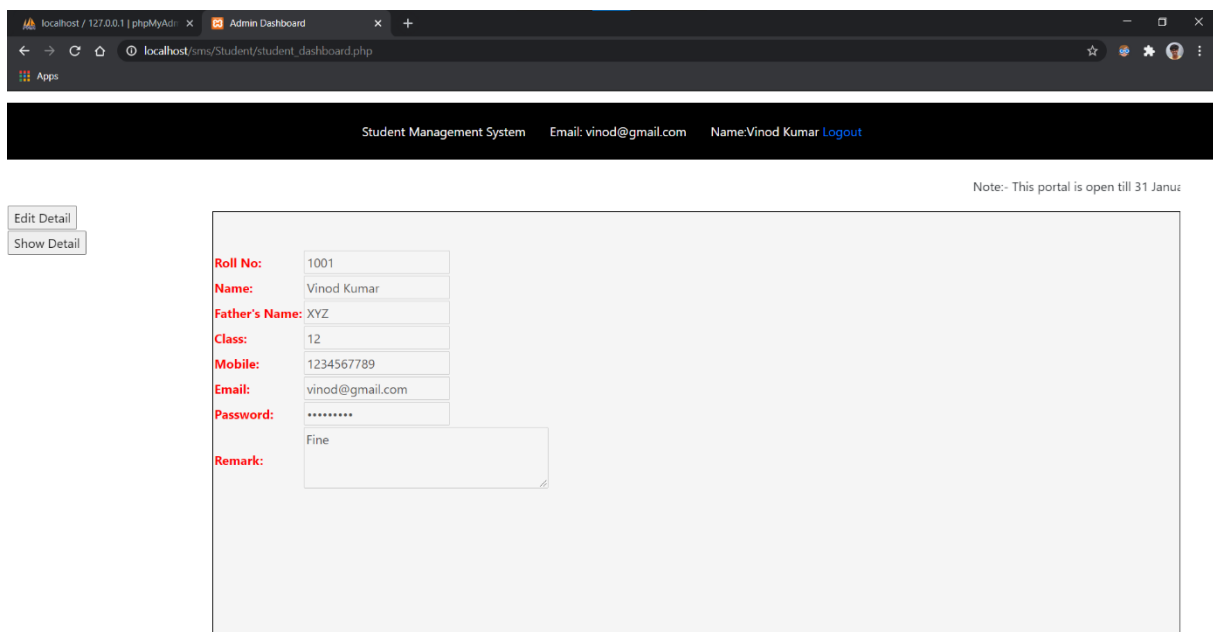 localhost / 127.0.0.1 | phpMyAdm
Admin Dashboard
localhost/sms/Student/student_dashboard.php
Apps
Student Management System Email: vinod@gmail.com Name:Vinod Kumar Logout
Note:- This portal is open till 31 Janua
Edit Detail
Show Detail
Roll No: 1001
Name: Vinod Kumar
Father's Name: XYZ
Class: 12
Mobile: 1234567789
Email: vinod@gmail.com
Password: •••••••••
Remark: Fine